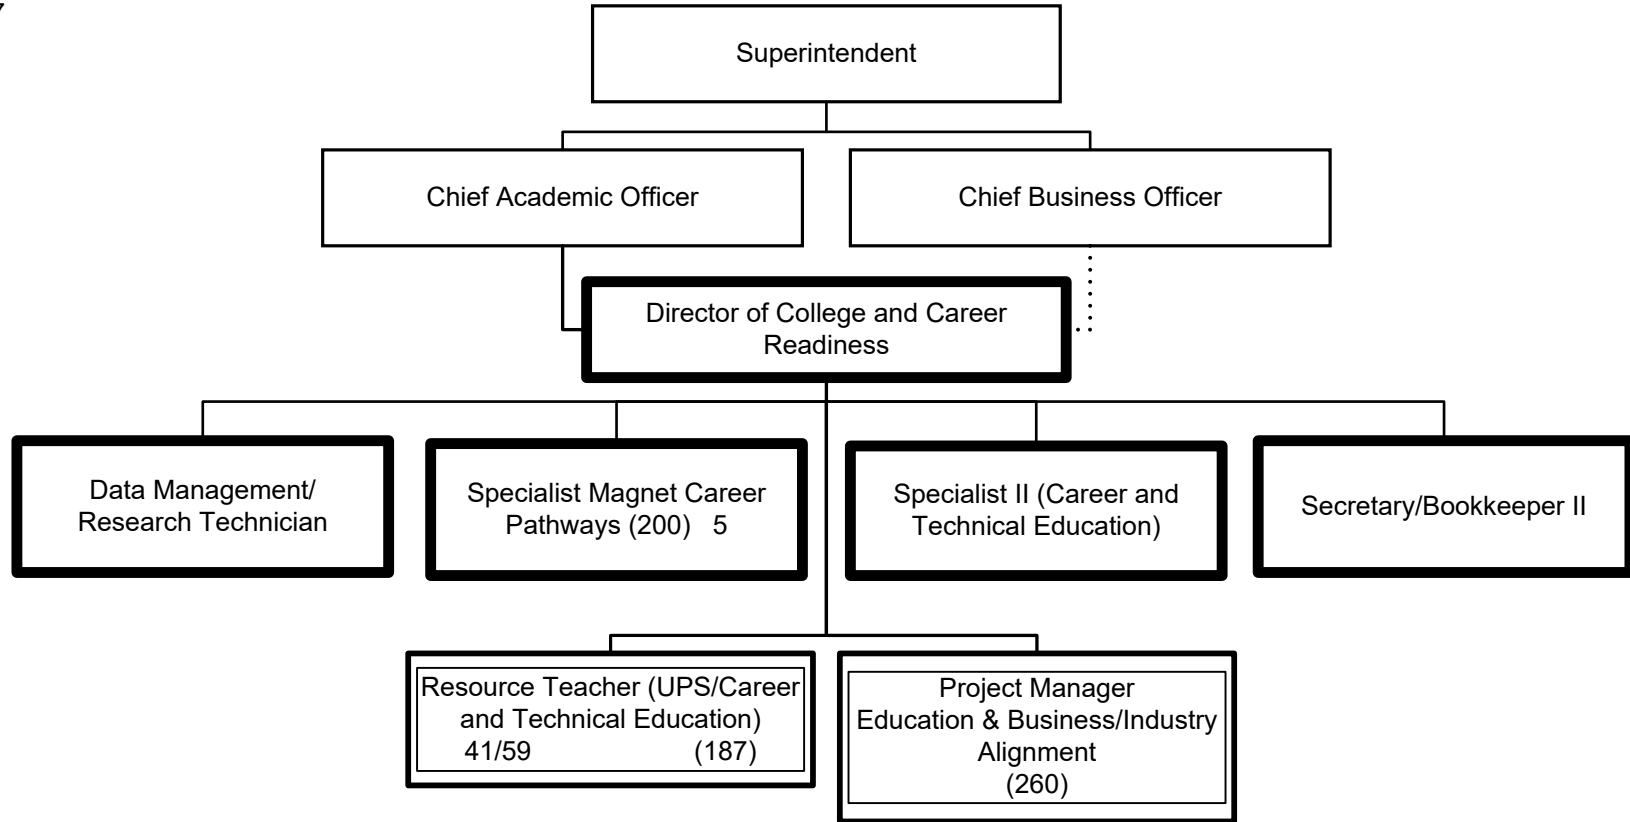 Superintendent
Chief Academic Officer
Chief Business Officer
Director of College and Career
Readiness
Data Management/
Research Technician
Specialist Magnet Career
Pathways (200) 5
Specialist II (Career and
Technical Education)
Secretary/Bookkeeper II
Resource Teacher (UPS/Career
and Technical Education)
41/59 (187)
Project Manager
Education & Business/Industry
Alignment
(260)